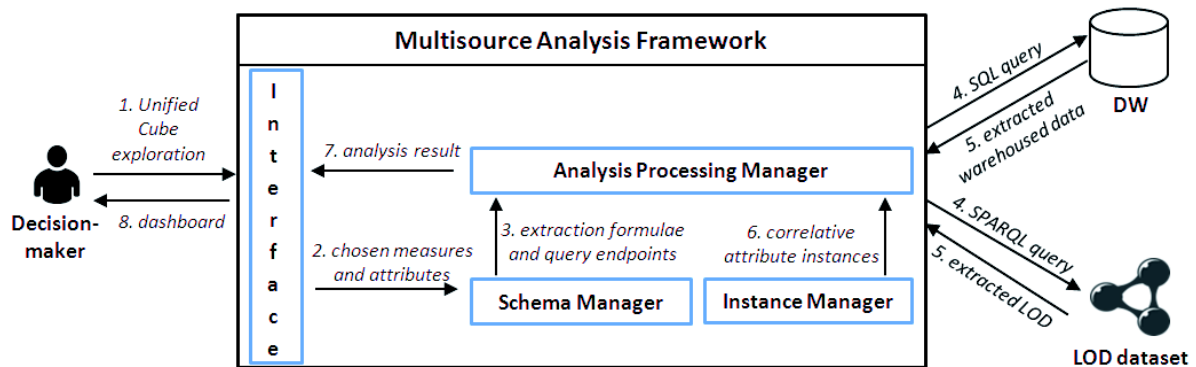 Multisource Analysis Framework
1. Unified
Cube
exploration
Decision-
maker
8. dashboard
I
n
t
e
r
f
a
c
e
7. analysis result
Analysis Processing Manager
2. chosen measures
and attributes
3. extraction formulae
and query endpoints
6. correlative
attribute instances
Schema Manager
Instance Manager
4. SQL query
5. extracted
warehoused data
DW
4. SPARQL query
5. extracted LOD
LOD dataset